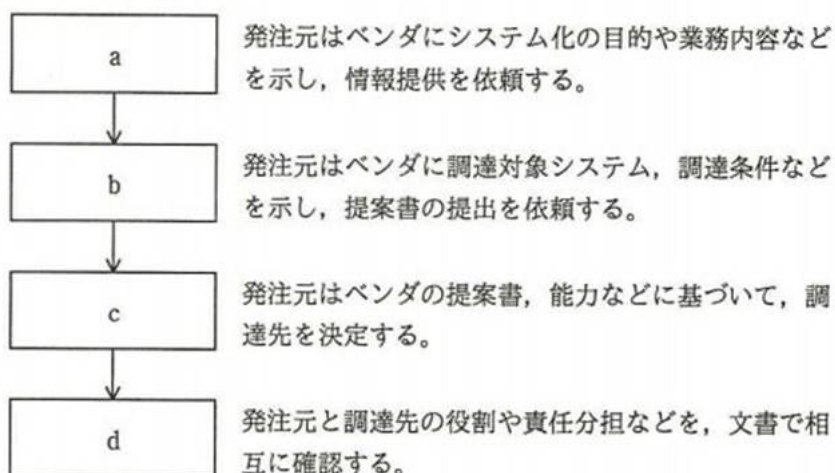 a
発注元はベンダにシステム化の目的や業務内容など
を示し，情報提供を依頼する。
b
発注元はベンダに調達対象システム，調達条件など
を示し，提案書の提出を依頼する。
c
発注元はベンダの提案書，能力などに基づいて，調
達先を決定する。
d
発注元と調達先の役割や責任分担などを，文書で相
互に確認する。